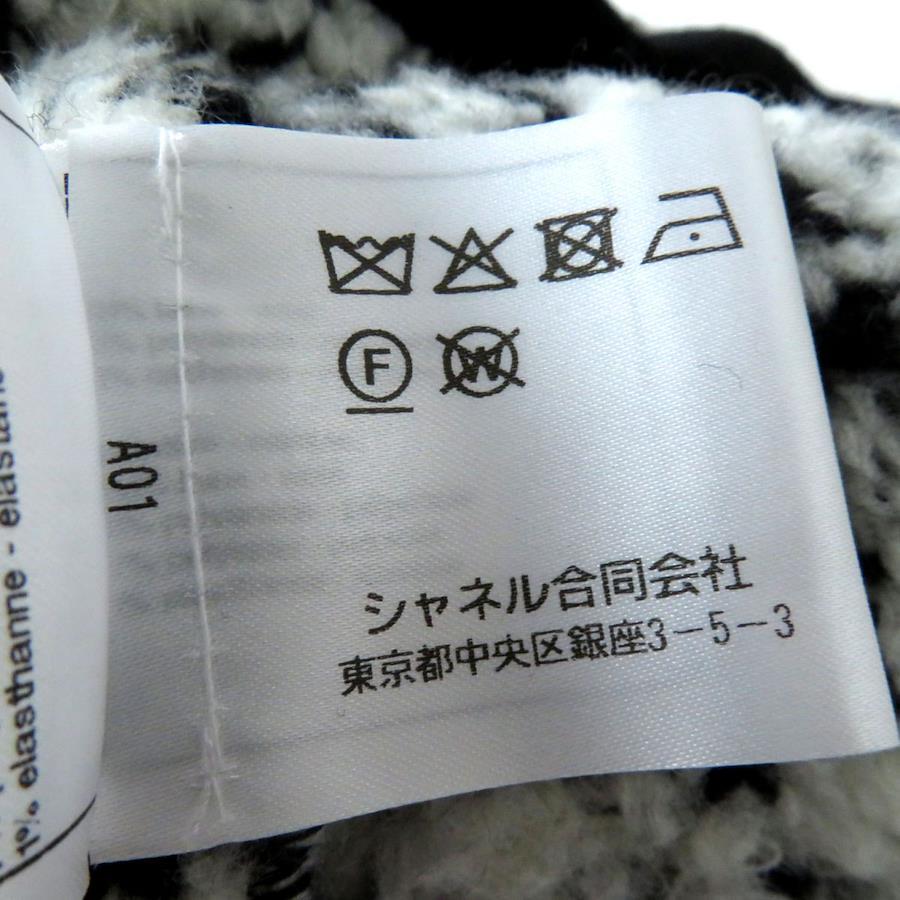 F W
A01
シャネル合同会社
東京都中央区銀座3-5-3
1% elasthanne - elastane